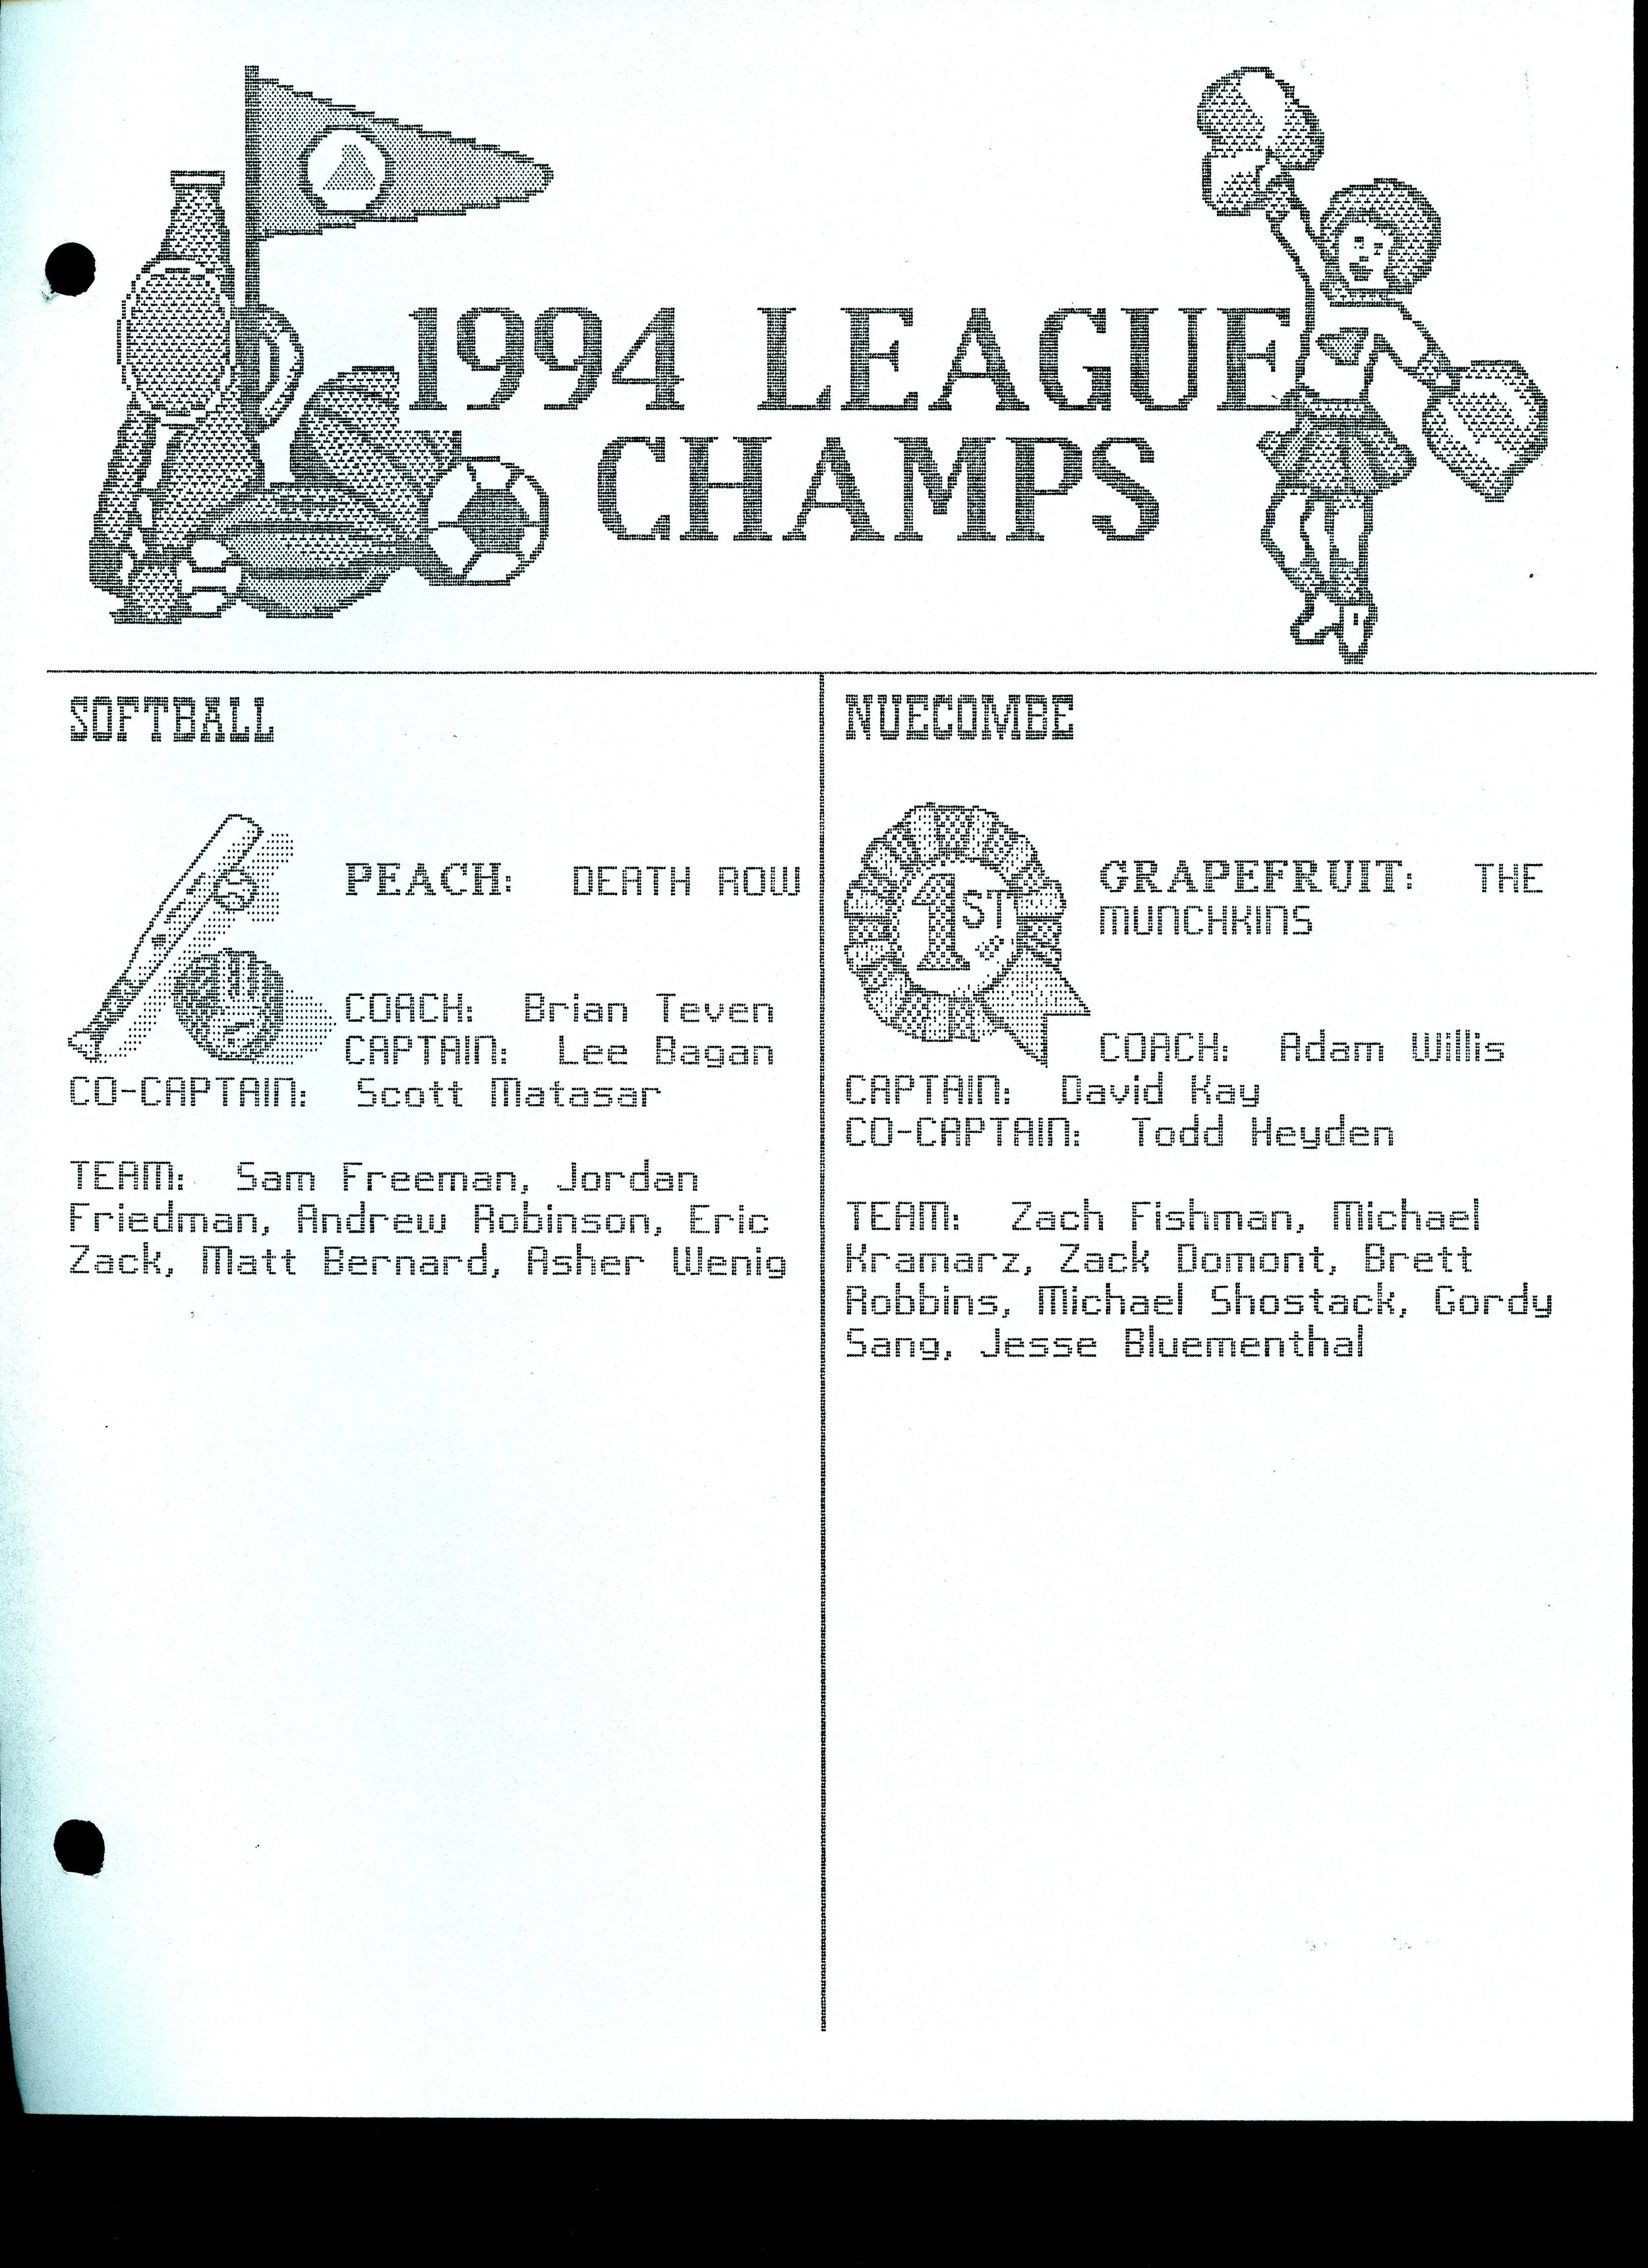 1994 LEAGUE
CHAMPS
SOFTBALL
PEACH: DEATH ROW
COACH: Brian Teven
CAPTAIN: Lee Bagan
CO-CAPTAIN: Scott Matasar
TEAM: Sam Freeman, Jordan
Friedman, Andrew Robinson, Eric
Zack, Matt Bernard, Asher Wenig
NUECOMBE
1ST
GRAPEFRUIT: THE
MUNCHKINS
COACH: Adam Willis
CAPTAIN: David Kay
CO-CAPTAIN: Todd Heyden
TEAM: Zach Fishman, Michael
Kramarz, Zack Domont, Brett
Robbins, Michael Shostack, Gordy
Sang, Jesse Bluementhal